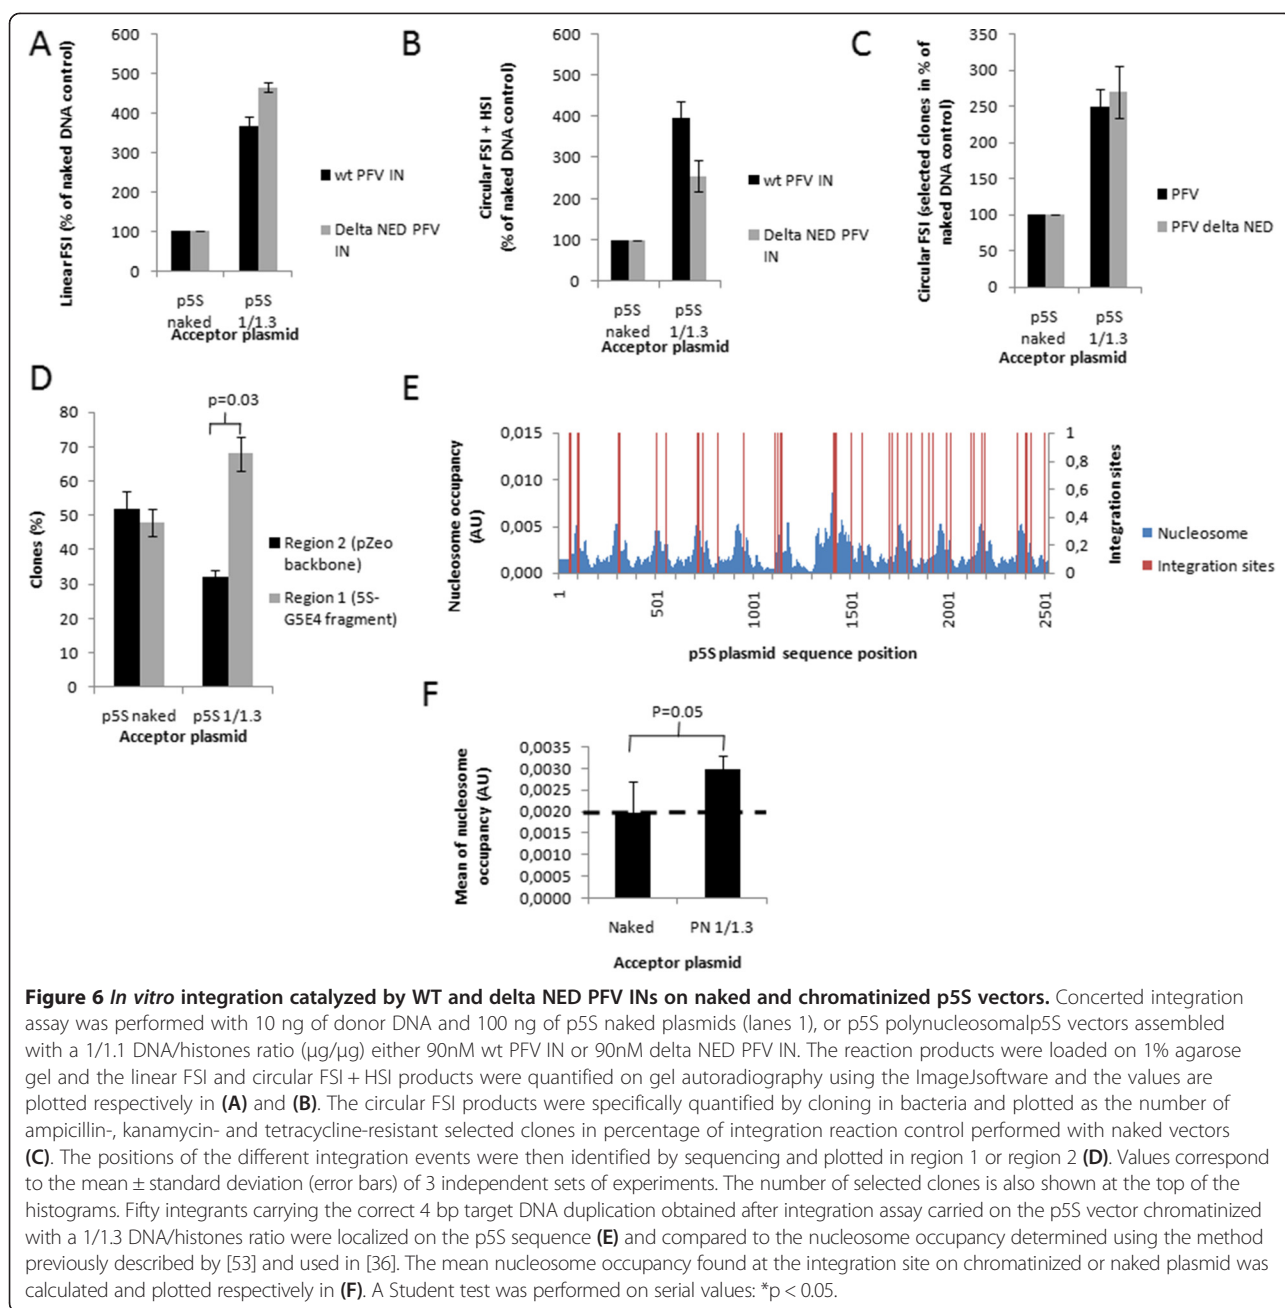 A
Linear FSI (% of naked DNA control)
600
500
400
300
200
100
0
p5S naked
p5S 1/1.3
Acceptor plasmid
wt PFV IN
Delta NED PFV IN
B
Circular FSI + HSI
(% of naked DNA control)
600
500
400
300
200
100
0
p5S naked
p5S 1/1.3
Acceptor plasmid
wt PFV IN
Delta NED PFV IN
C
Circular FSI (selected clones in % of
naked DNA control)
350
300
250
200
150
100
50
0
p5S naked
p5S 1/1.3
Acceptor plasmid
PFV
PFV delta NED
D
p=0.03
Clones (%)
80
70
60
50
40
30
20
10
0
p5S naked
p5S 1/1.3
Acceptor plasmid
Region 2 (pZeo
backbone)
Region 1 (5S-
G5E4 fragment)
E
Nucleosome occupancy
(AU)
0,015
0,010
0,005
0,000
1
501
1001
1501
2001
2501
p5S plasmid sequence position
1
0,8
0,6
0,4
0,2
0
Integration sites
Nucleosome
Integration sites
F
P=0.05
Mean of nucleosome
occupancy (AU)
0,0035
0,0030
0,0025
0,0020
0,0015
0,0010
0,0005
0,0000
Naked
PN 1/1.3
Acceptor plasmid
Figure 6 In vitro integration catalyzed by WT and delta NED PFV INs on naked and chromatinized p5S vectors. Concerted integration
assay was performed with 10 ng of donor DNA and 100 ng of p5S naked plasmids (lanes 1), or p5S polynucleosomalp5S vectors assembled
with a 1/1.1 DNA/histones ratio (μg/μg) either 90nM wt PFV IN or 90nM delta NED PFV IN. The reaction products were loaded on 1% agarose
gel and the linear FSI and circular FSI + HSI products were quantified on gel autoradiography using the ImageJsoftware and the values are
plotted respectively in (A) and (B). The circular FSI products were specifically quantified by cloning in bacteria and plotted as the number of
ampicillin-, kanamycin- and tetracycline-resistant selected clones in percentage of integration reaction control performed with naked vectors
(C). The positions of the different integration events were then identified by sequencing and plotted in region 1 or region 2 (D). Values correspond
to the mean ± standard deviation (error bars) of 3 independent sets of experiments. The number of selected clones is also shown at the top of the
histograms. Fifty integrants carrying the correct 4 bp target DNA duplication obtained after integration assay carried on the p5S vector chromatinized
with a 1/1.3 DNA/histones ratio were localized on the p5S sequence (E) and compared to the nucleosome occupancy determined using the method
previously described by [53] and used in [36]. The mean nucleosome occupancy found at the integration site on chromatinized or naked plasmid was
calculated and plotted respectively in (F). A Student test was performed on serial values: *p < 0.05.